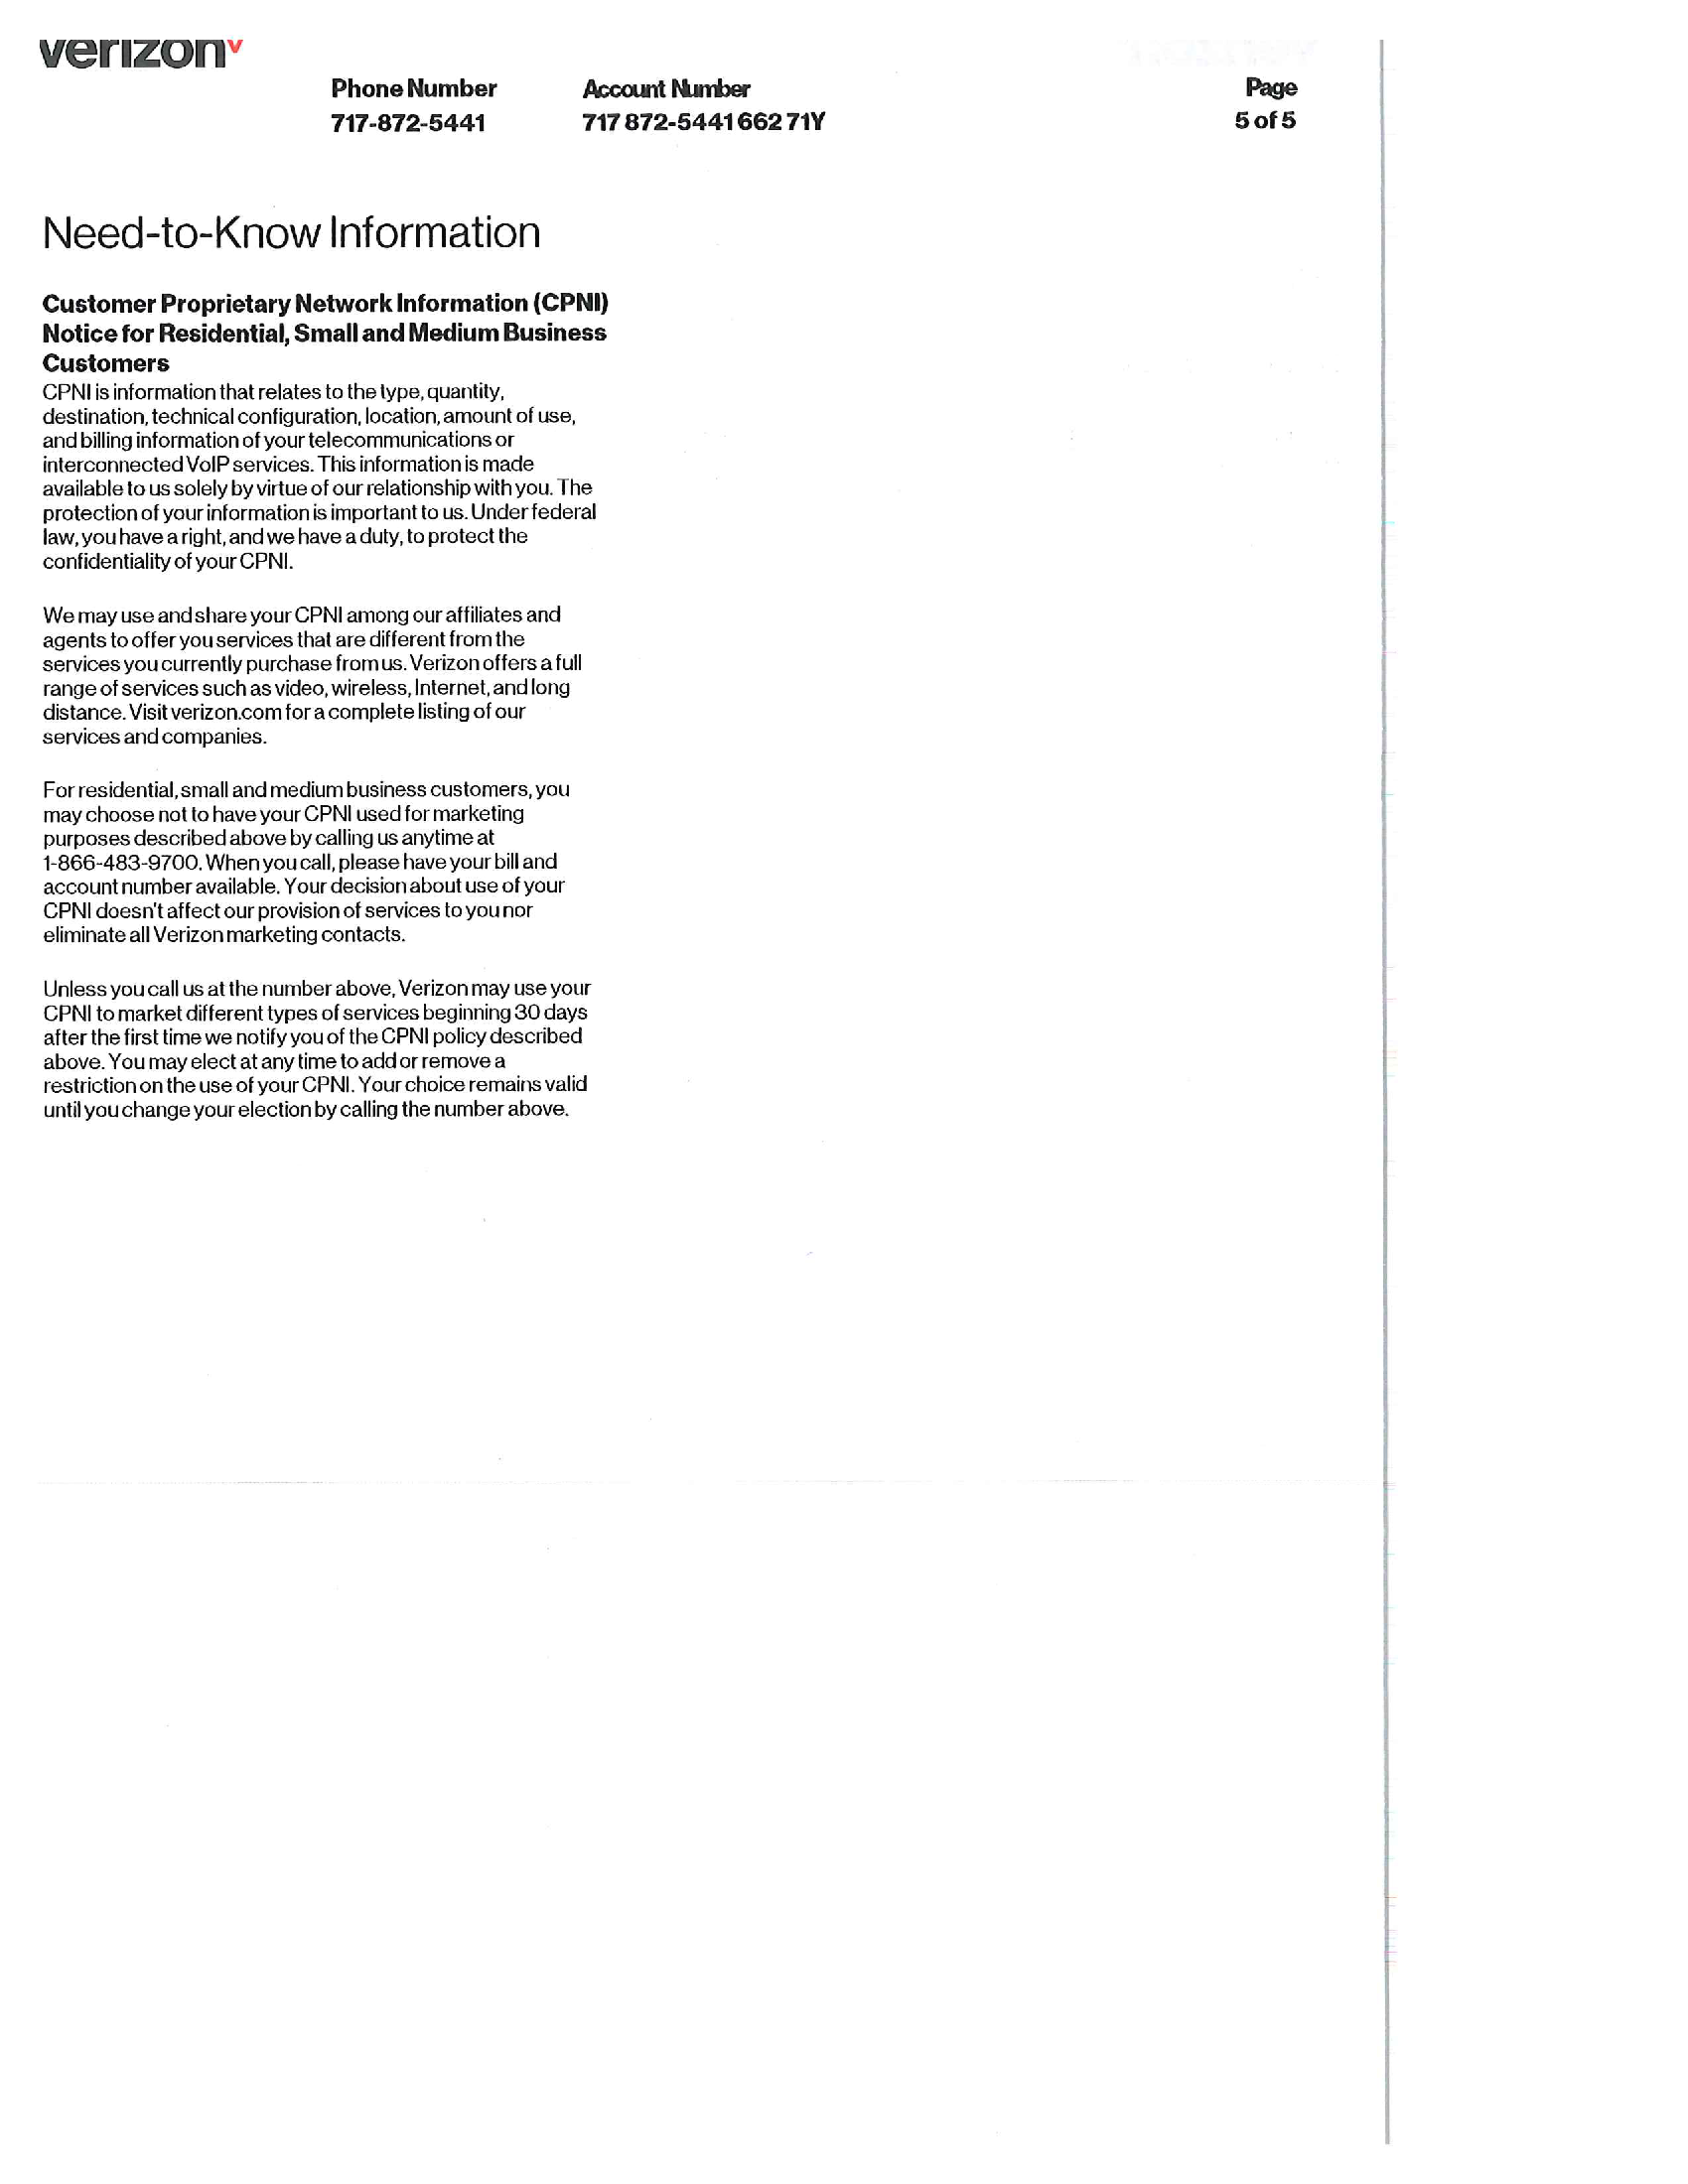 verizon✓
Phone Number Account Number Page
717-872-5441 717 872-5441 662 71Y 5 of 5
Need-to-Know Information
Customer Proprietary Network Information (CPNI)
Notice for Residential, Small and Medium Business
Customers
CPNI is information that relates to the type, quantity,
destination, technical configuration, location, amount of use,
and billing information of your telecommunications or
interconnected VoIP services. This information is made
available to us solely by virtue of our relationship with you. The
protection of your information is important to us. Under federal
law, you have a right, and we have a duty, to protect the
confidentiality of your CPNI.
We may use and share your CPNI among our affiliates and
agents to offer you services that are different from the
services you currently purchase from us. Verizon offers a full
range of services such as video, wireless, Internet, and long
distance. Visit verizon.com for a complete listing of our
services and companies.
For residential, small and medium business customers, you
may choose not to have your CPNI used for marketing
purposes described above by calling us anytime at
1-866-483-9700. When you call, please have your bill and
account number available. Your decision about use of your
CPNI doesn't affect our provision of services to you nor
eliminate all Verizon marketing contacts.
Unless you call us at the number above, Verizon may use your
CPNI to market different types of services beginning 30 days
after the first time we notify you of the CPNI policy described
above. You may elect at any time to add or remove a
restriction on the use of your CPNI. Your choice remains valid
until you change your election by calling the number above.